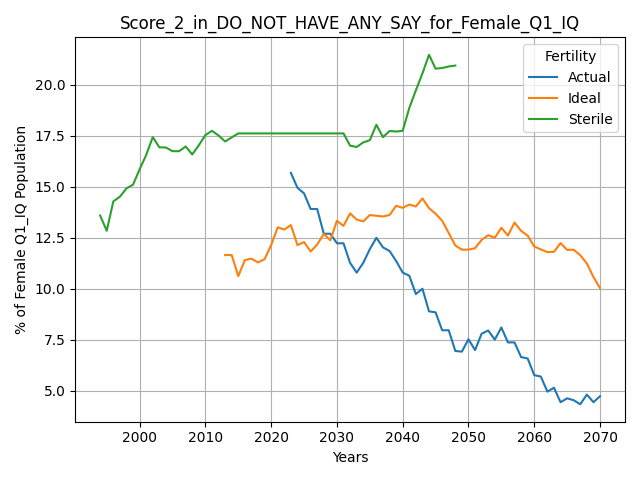 Score_2_in_DO_NOT_HAVE_ANY_SAY_for_Female_Q1_IQ
% of Female Q1_IQ Population
20.0
17.5
15.0
12.5
10.0
7.5
5.0
Fertility
Actual
Ideal
Sterile
2000 2010 2020 2030 2040 2050 2060 2070
Years